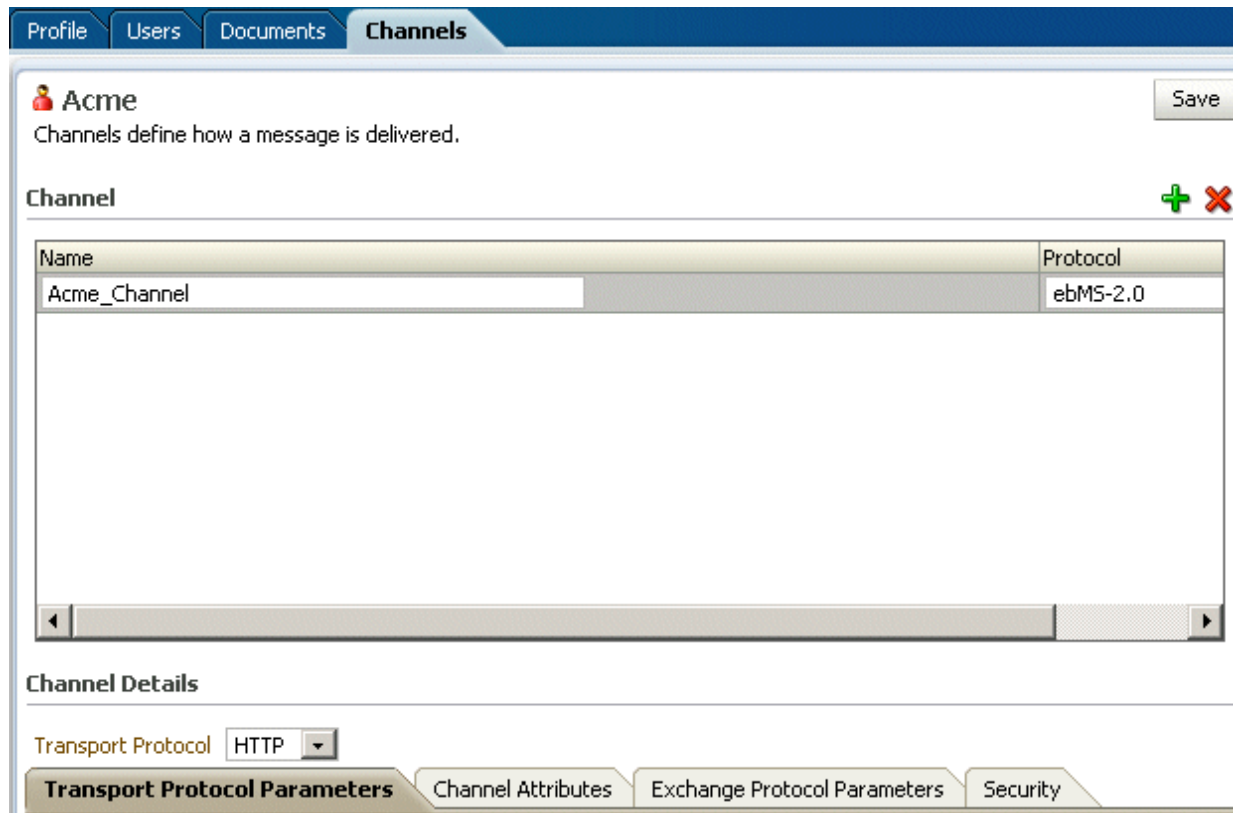 Profile Users Documents Channels
Acme
Save
Channels define how a message is delivered.
Channel
Name Protocol
Acme_Channel ebMS-2.0
Channel Details
Transport Protocol HTTP
Transport Protocol Parameters Channel Attributes Exchange Protocol Parameters Security